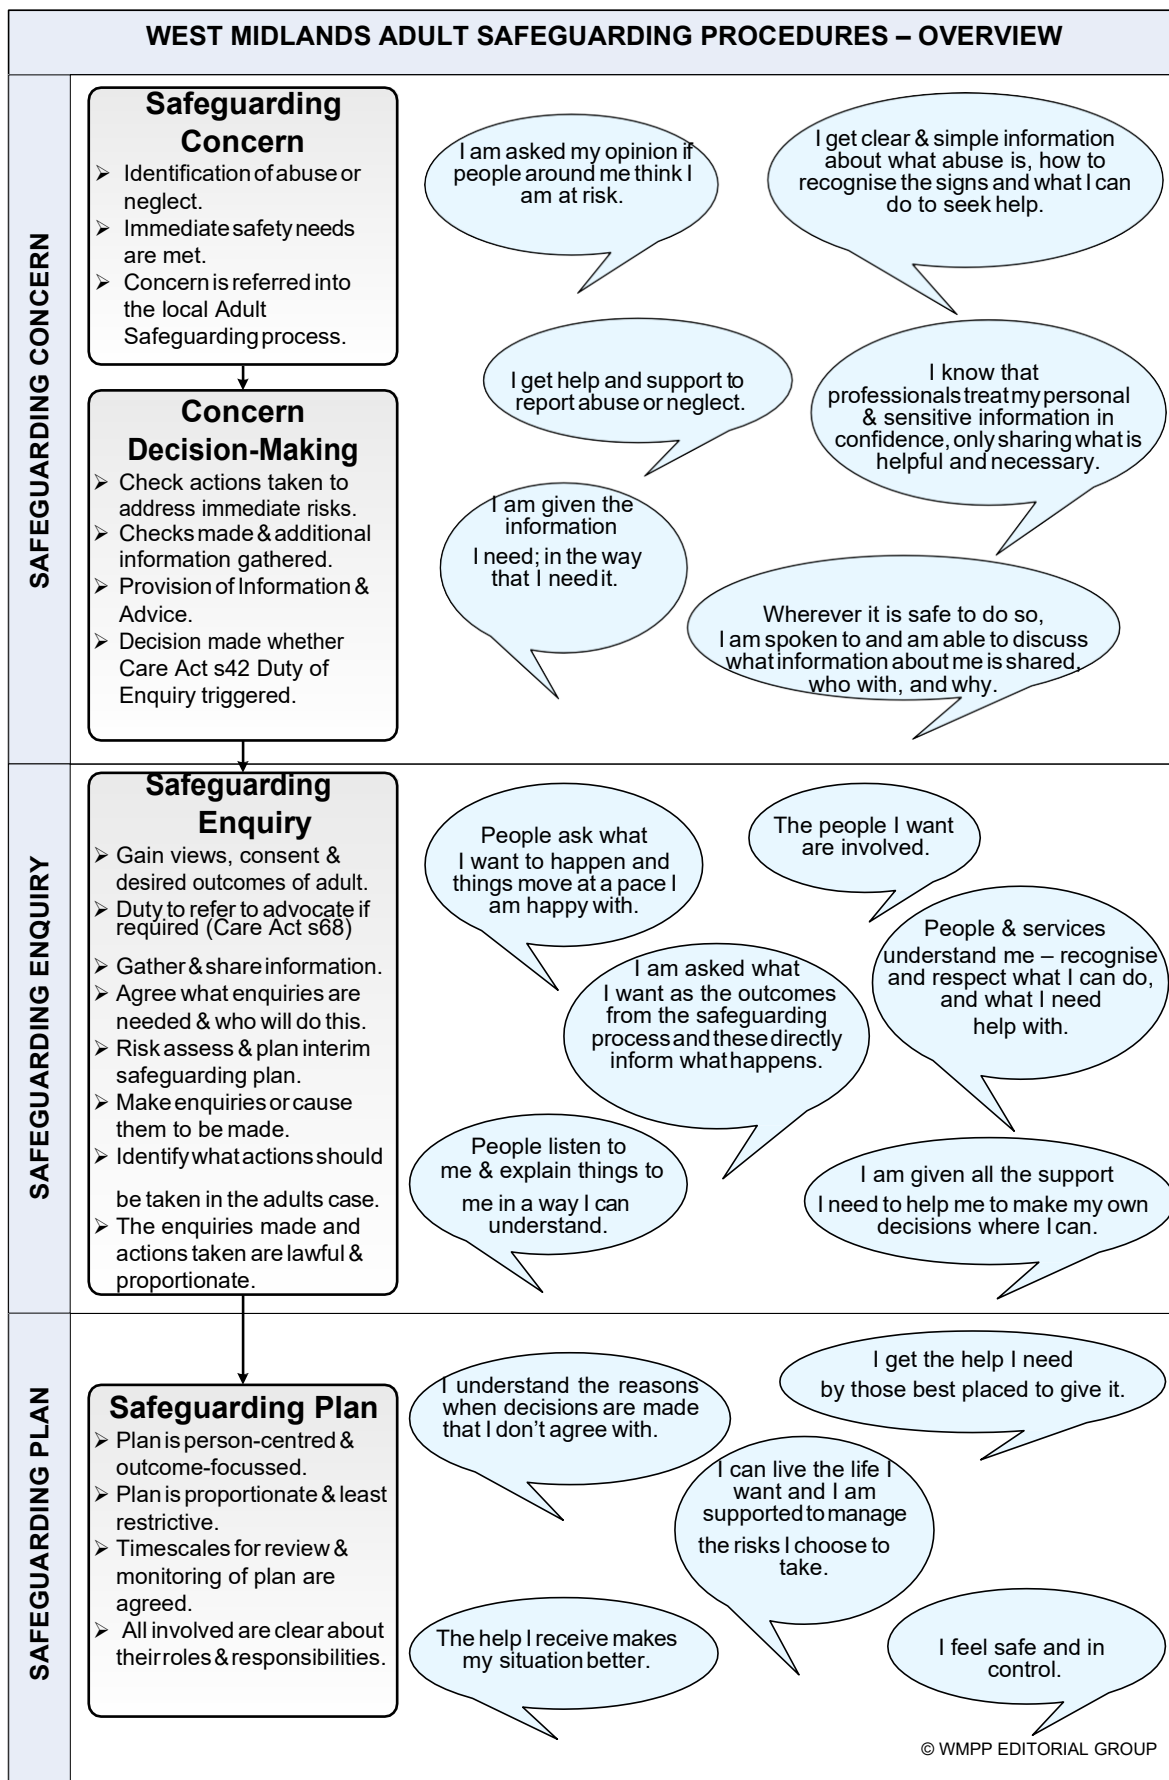 WEST MIDLANDS ADULT SAFEGUARDING PROCEDURES – OVERVIEW
SAFEGUARDING CONCERN
Safeguarding
Concern
➢ Identification of abuse or
neglect.
➢ Immediate safety needs
are met.
➢ Concern is referred into
the local Adult
Safeguarding process.
Concern
Decision-Making
➢ Check actions taken to
address immediate risks.
➢ Checks made & additional
information gathered.
➢ Provision of Information &
Advice.
➢ Decision made whether
Care Act s42 Duty of
Enquiry triggered.
I am asked my opinion if
people around me think I
am at risk.
I get clear & simple information
about what abuse is, how to
recognise the signs and what I can
do to seek help.
I get help and support to
report abuse or neglect.
I know that
professionals treat my personal
& sensitive information in
confidence, only sharing what is
helpful and necessary.
I am given the
information
I need; in the way
that I need it.
Wherever it is safe to do so,
I am spoken to and am able to discuss
what information about me is shared,
who with, and why.
SAFEGUARDING ENQUIRY
Safeguarding
Enquiry
➢ Gain views, consent &
desired outcomes of adult.
➢ Duty to refer to advocate if
required (Care Act s68)
➢ Gather & share information.
➢ Agree what enquiries are
needed & who will do this.
➢ Risk assess & plan interim
safeguarding plan.
➢ Make enquiries or cause
them to be made.
➢ Identify what actions should
be taken in the adults case.
➢ The enquiries made and
actions taken are lawful &
proportionate.
People ask what
I want to happen and
things move at a pace I
am happy with.
The people I want
are involved.
People & services
understand me – recognise
and respect what I can do,
and what I need
help with.
I am asked what
I want as the outcomes
from the safeguarding
process and these directly
inform what happens.
People listen to
me & explain things to
me in a way I can
understand.
I am given all the support
I need to help me to make my own
decisions where I can.
SAFEGUARDING PLAN
Safeguarding Plan
➢ Plan is person-centred &
outcome-focussed.
➢ Plan is proportionate & least
restrictive.
➢ Timescales for review &
monitoring of plan are
agreed.
➢ All involved are clear about
their roles & responsibilities.
I understand the reasons
when decisions are made
that I don't agree with.
I get the help I need
by those best placed to give it.
I can live the life I
want and I am
supported to manage
the risks I choose to
take.
The help I receive makes
my situation better.
I feel safe and in
control.
© WMPP EDITORIAL GROUP